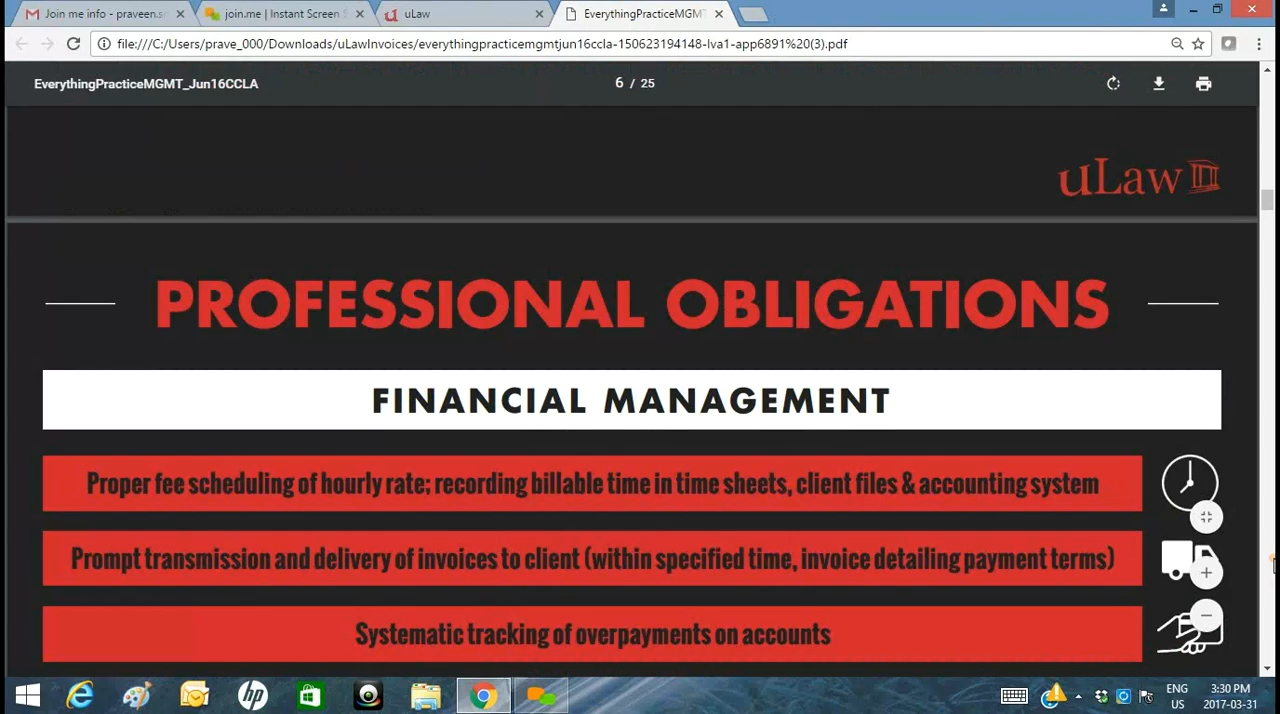 Join me info - praveen.s
join.me | Instant Screen S
uLaw
EverythingPracticeMGMT
file:///C:/Users/prave_000/Downloads/uLawInvoices/everythingpracticemgmtjun16ccla-150623194148-lva1-app6891%20(3).pdf
EverythingPracticeMGMT_Jun16CCLA
6 / 25
uLaw
PROFESSIONAL OBLIGATIONS
FINANCIAL MANAGEMENT
Proper fee scheduling of hourly rate; recording billable time in time sheets, client files & accounting system
Prompt transmission and delivery of invoices to client (within specified time, invoice detailing payment terms)
Systematic tracking of overpayments on accounts
ENG
US
3:30 PM
2017-03-31